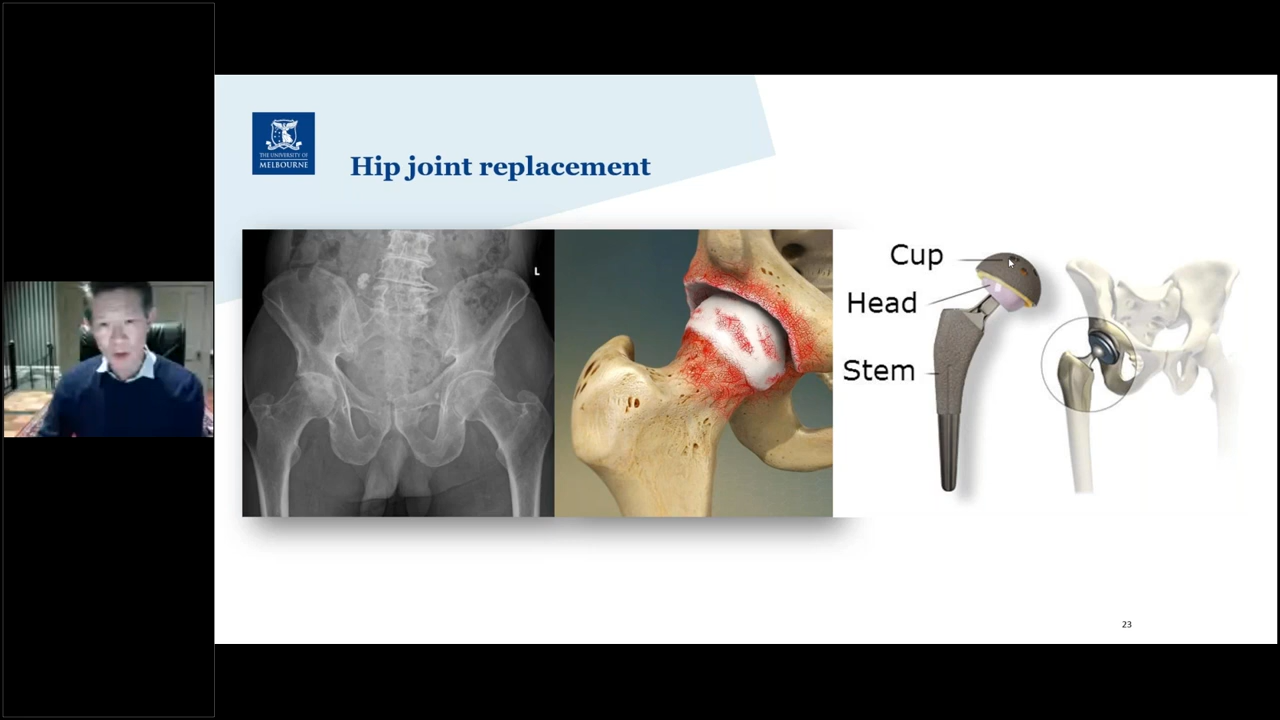 THE UNIVERSITY OF
MELBOURNE
Hip joint replacement
L
Cup
Head
Stem
23